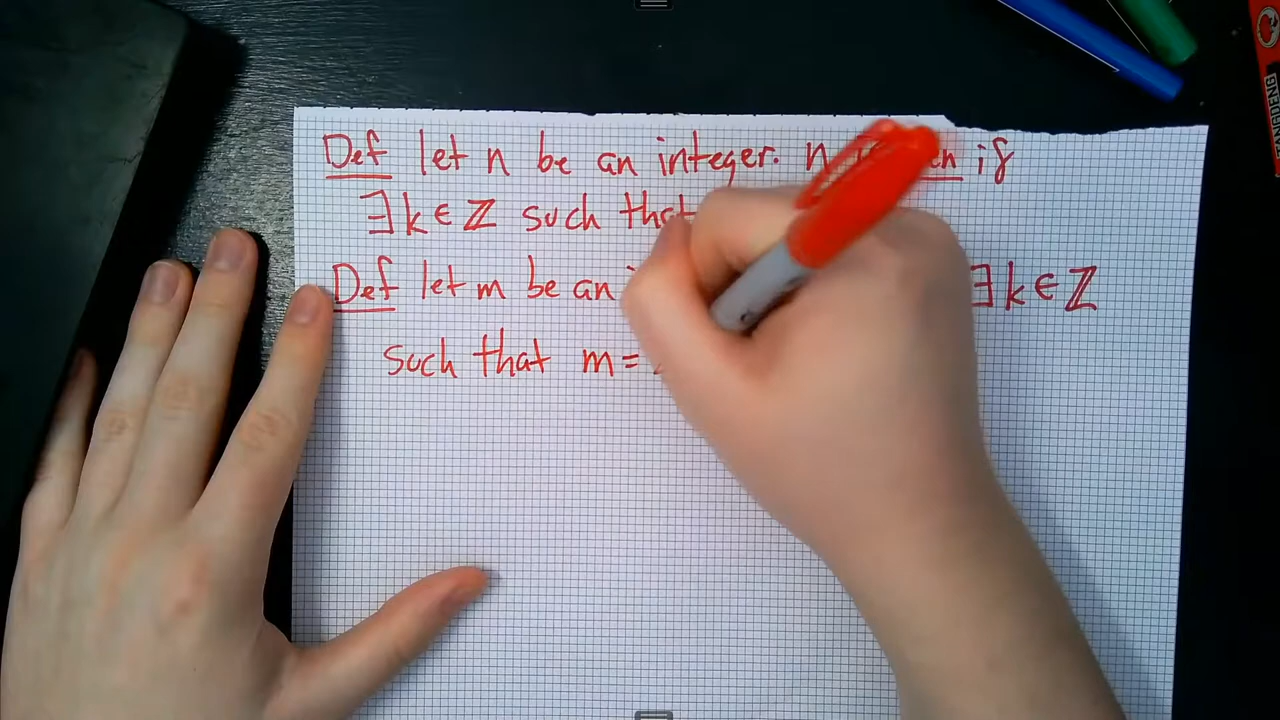 Def let n be an integer. n if
∃k∈ℤ such that
Def let m be an ∃k∈ℤ
such that m =